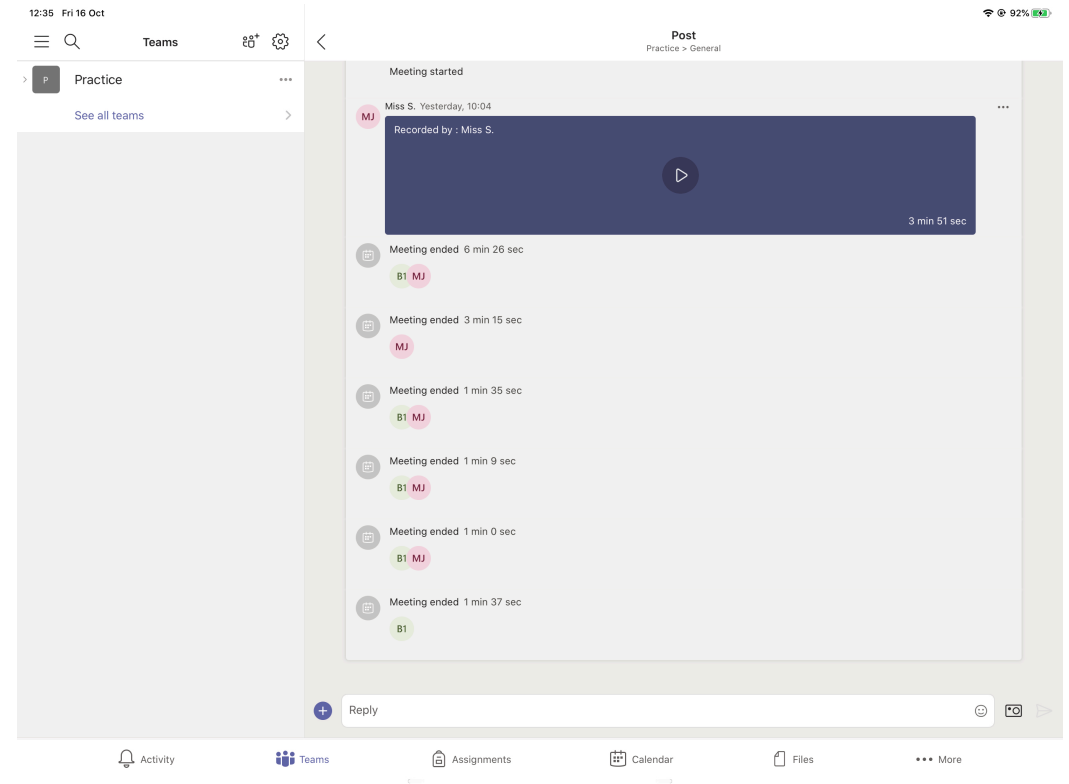 12:35 Fri 16 Oct
92%
Teams
P Practice
See all teams
Post
Practice > General
Meeting started
MJ
Miss S. Yesterday, 10:04
Recorded by : Miss S.
3 min 51 sec
Meeting ended 6 min 26 sec
B1 MJ
Meeting ended 3 min 15 sec
MJ
Meeting ended 1 min 35 sec
B1 MJ
Meeting ended 1 min 9 sec
B1 MJ
Meeting ended 1 min 0 sec
B1 MJ
Meeting ended 1 min 37 sec
B1
Reply
Activity
Teams
Assignments
Calendar
Files
More